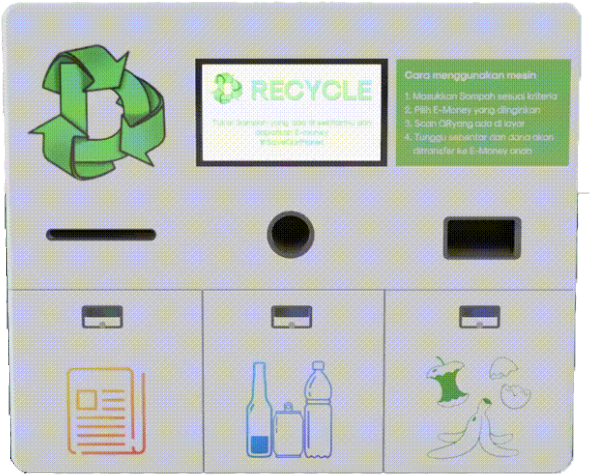 RECYCLE
Tukar Sampah yang ada di sekitarmu, dan
dapatkan E-money
#SaveOurPlanet
Cara menggunakan mesin
1. Masukkan Sampah sesuai kriteria
2. Pilih E-Money yang diinginkan
3. Scan QRyang ada di layar
4. Tunggu sebentar dan dana akan
ditransfer ke E-Money anda